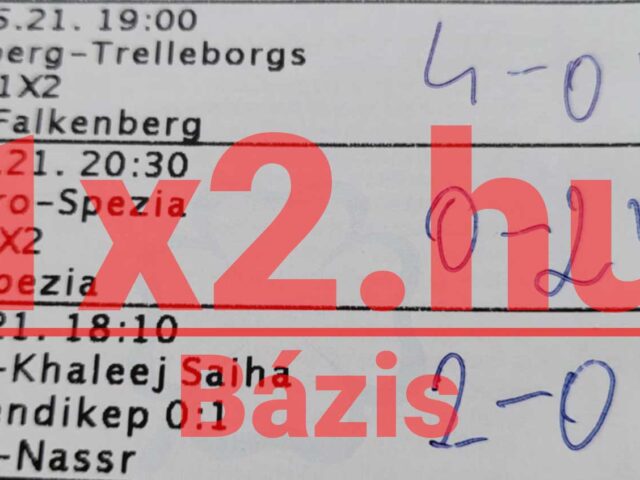 5.21. 19:00
berg-Trelleborgs
1X2
Falkenberg
4-0
.21. 20:30
ro-Spezia
X2
pezia
0-2
21. 18:10
-Khaleej Saiha
endikep 0:1
-Nassr
2-0
1x2.hu
Bázis